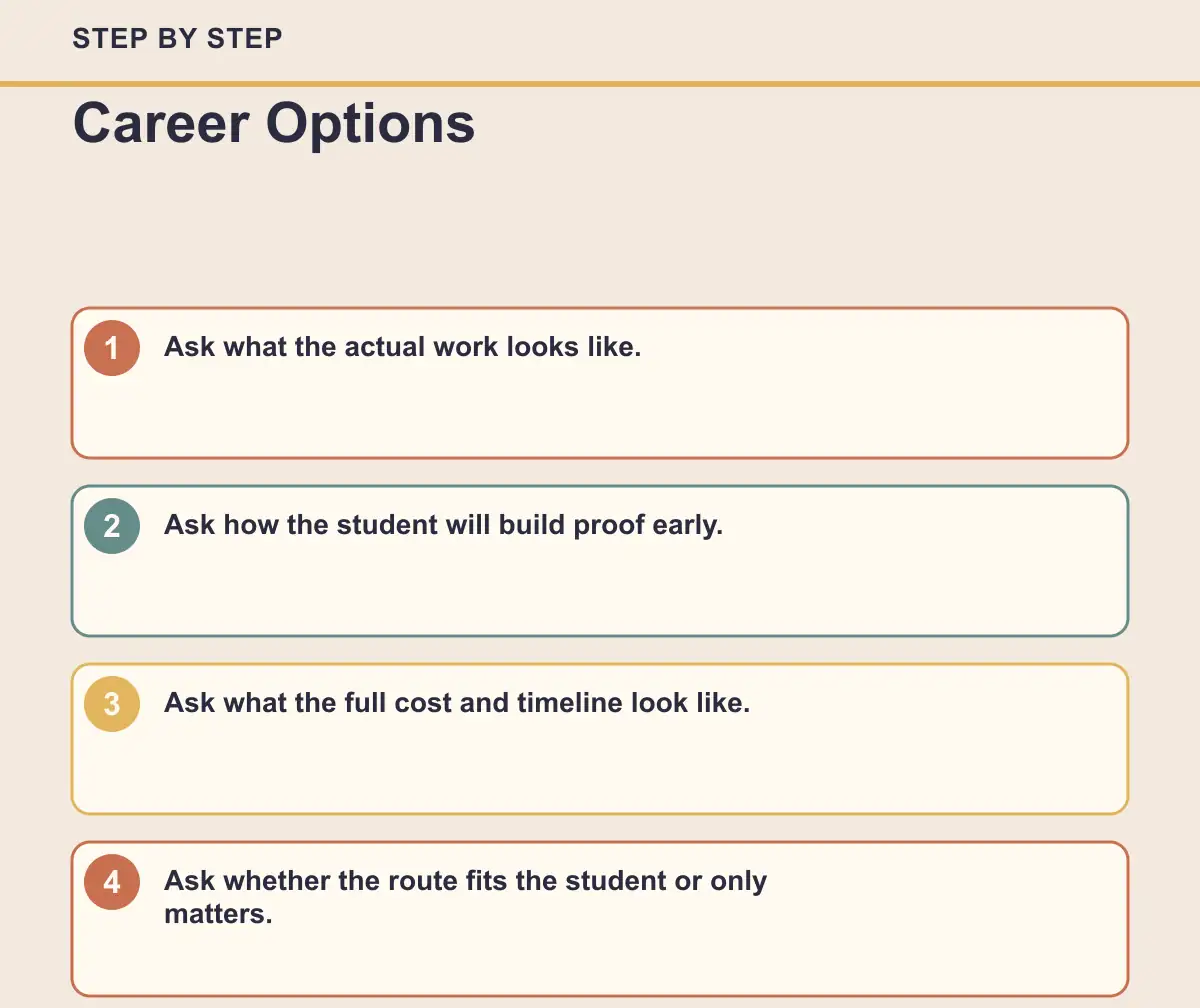 STEP BY STEP
Career Options
1
Ask what the actual work looks like.
2
Ask how the student will build proof early.
3
Ask what the full cost and timeline look like.
4
Ask whether the route fits the student or only
matters.